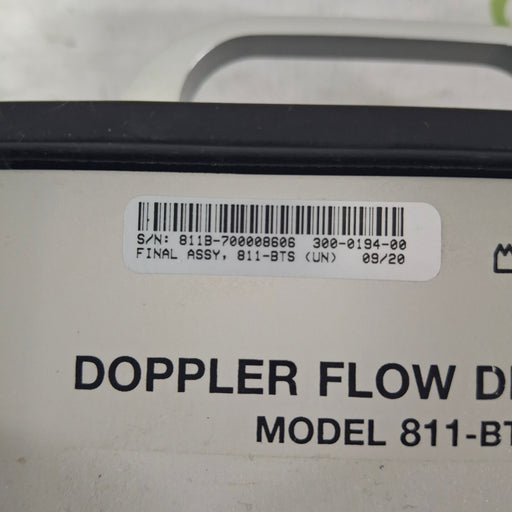 S/N: 811B-700008606 300-0194-00
FINAL ASSY, 811-BTS (UN) 09/20
DOPPLER FLOW
MODEL 811-BT